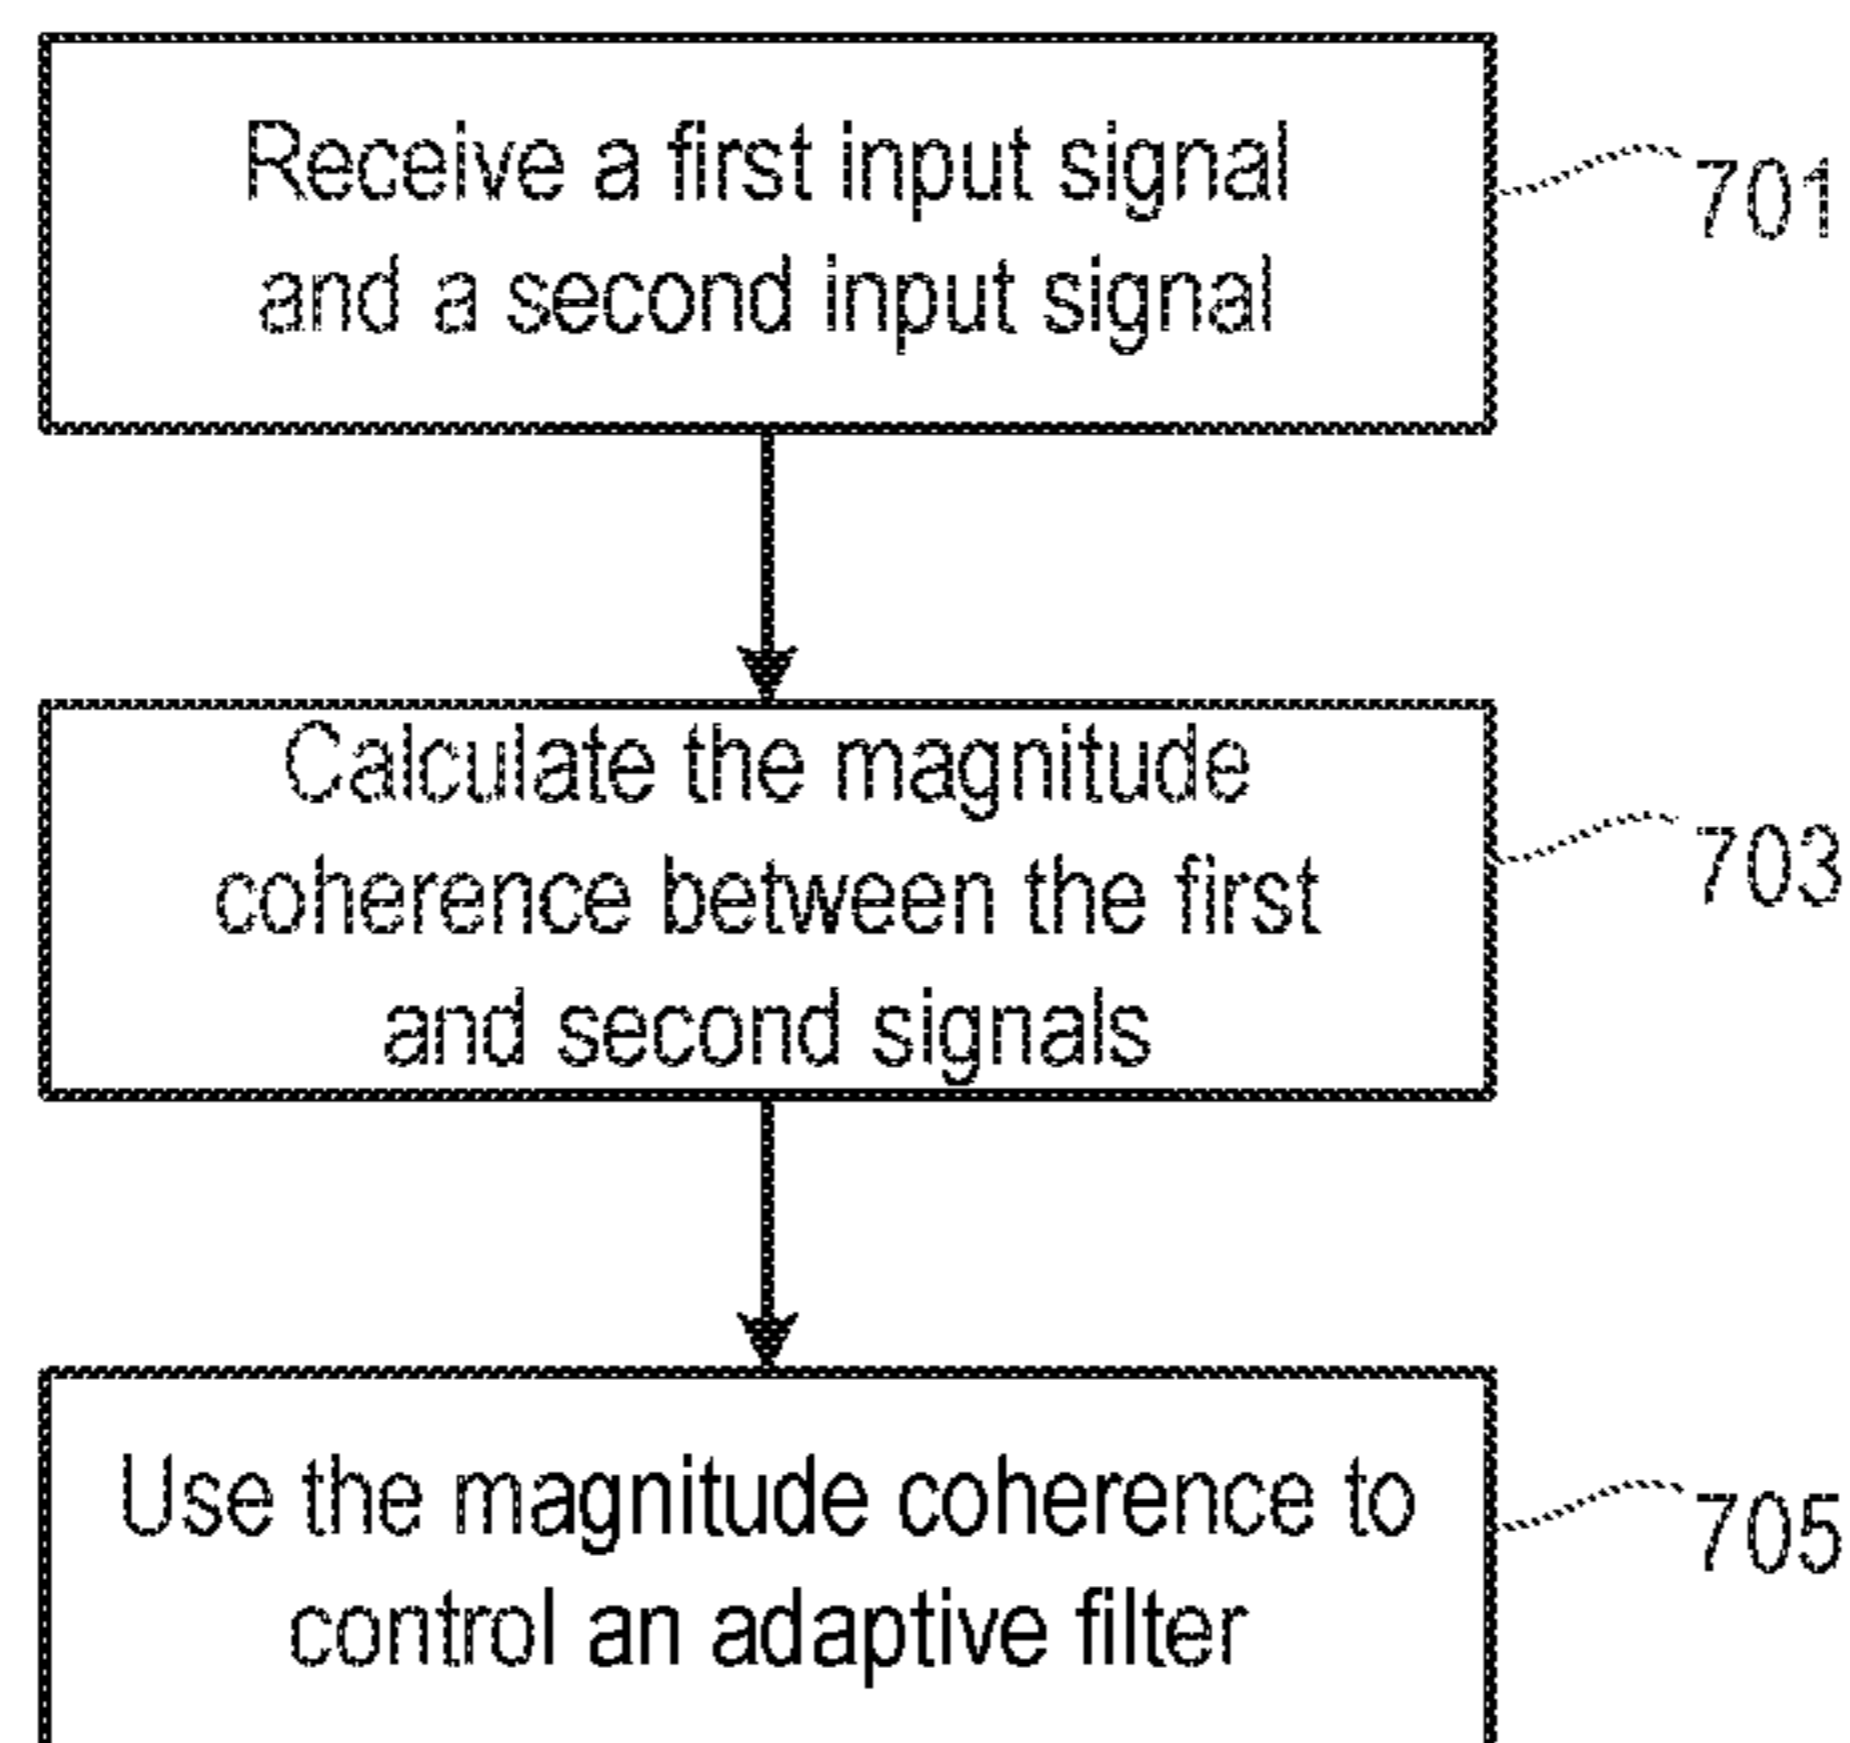 Receive a first input signal
and a second input signal
701
Calculate the magnitude
coherence between the first
and second signals
703
Use the magnitude coherence to
control an adaptive filter
705